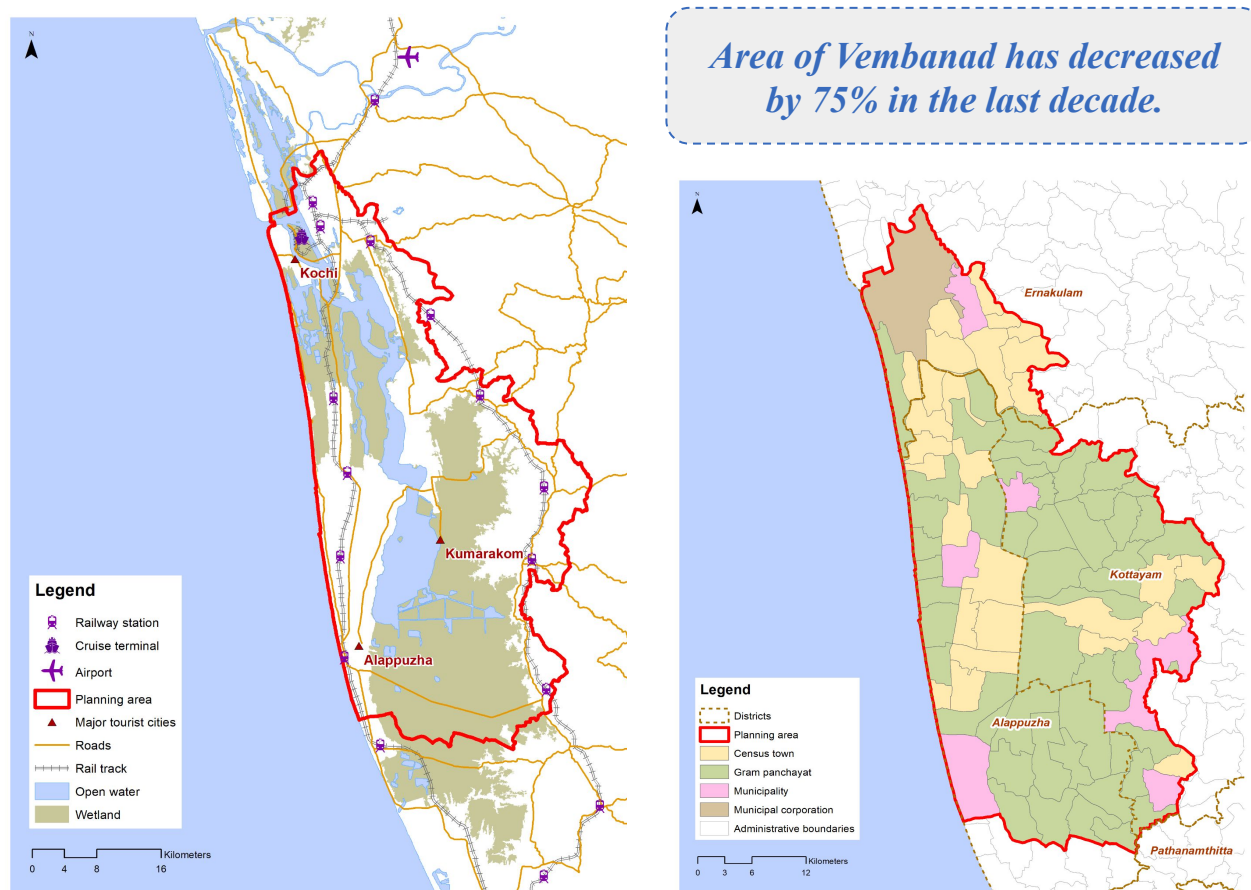 N
Kochi
Kumarakom
Alappuzha
Legend
Railway station
Cruise terminal
Airport
Planning area
Major tourist cities
Roads
Rail track
Open water
Wetland
0 4 8 16 Kilometers
Area of Vembanad has decreased
by 75% in the last decade.
N
Ernakulam
Kottayam
Alappuzha
Pathanamthitta
Legend
Districts
Planning area
Census town
Gram panchayat
Municipality
Municipal corporation
Administrative boundaries
0 3 6 12 Kilometers